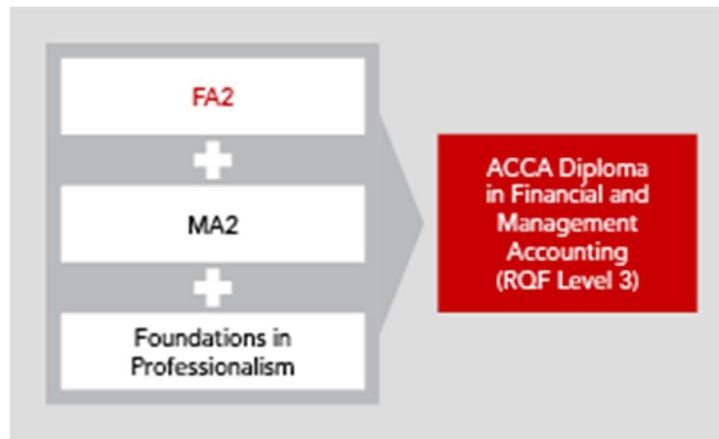 FA2
MA2
Foundations in
Professionalism
ACCA Diploma
in Financial and
Management
Accounting
(RQF Level 3)